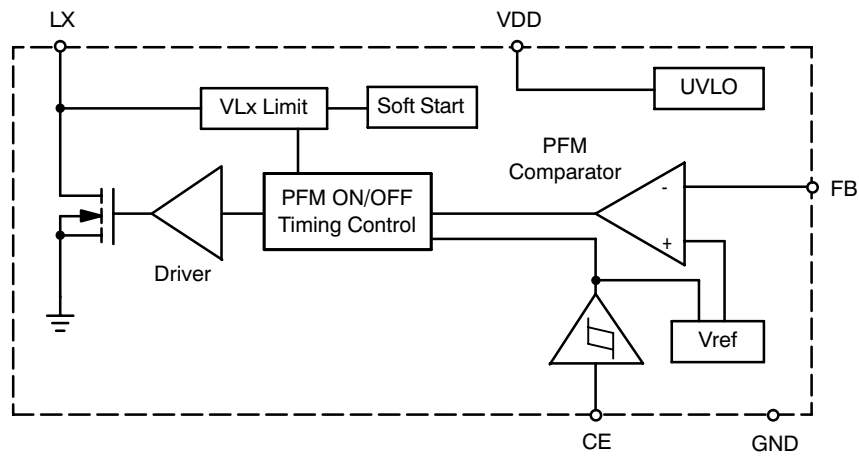 LX
VDD
UVLO
VLx Limit
Soft Start
PFM
Comparator
PFM ON/OFF
Timing Control
-
FB
+
Driver
Vref
CE
GND